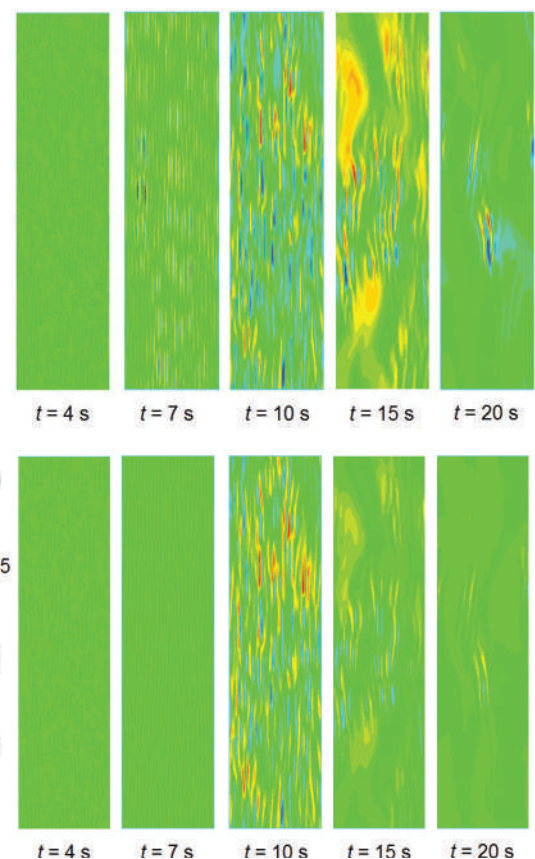 t = 4 s t = 7 s t = 10 s t = 15 s t = 20 s
5
t = 4 s t = 7 s t = 10 s t = 15 s t = 20 s